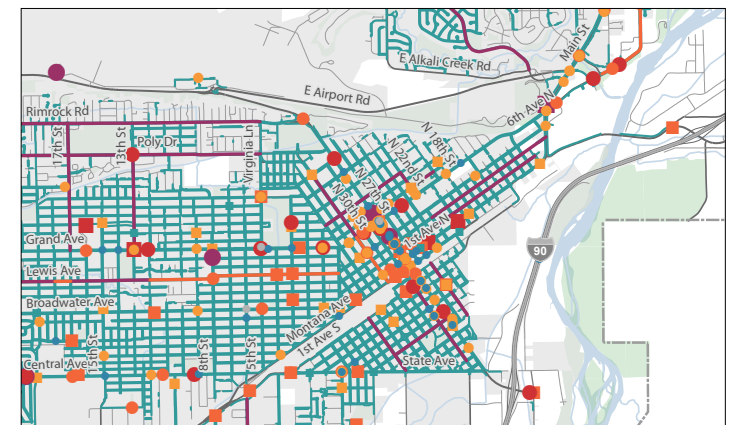 Main St
E Alkali Creek Rd
E Airport Rd
6th Ave N
Rimrock Rd
17th St
13th St
Poly Dr
Virginia Ln
N 18th St
N 22nd St
N 27th St
N 30th St
1st Ave N
Grand Ave
90
Lewis Ave
Broadwater Ave
Montana Ave
1st Ave S
15th St
8th St
5th St
Central Ave
State Ave